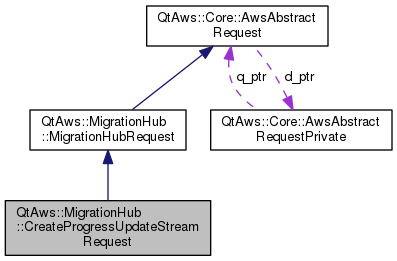 QtAws::Core::AwsAbstract
Request
q_ptr
d_ptr
QtAws::MigrationHub
::MigrationHubRequest
QtAws::Core::AwsAbstract
RequestPrivate
QtAws::MigrationHub
::CreateProgressUpdateStream
Request